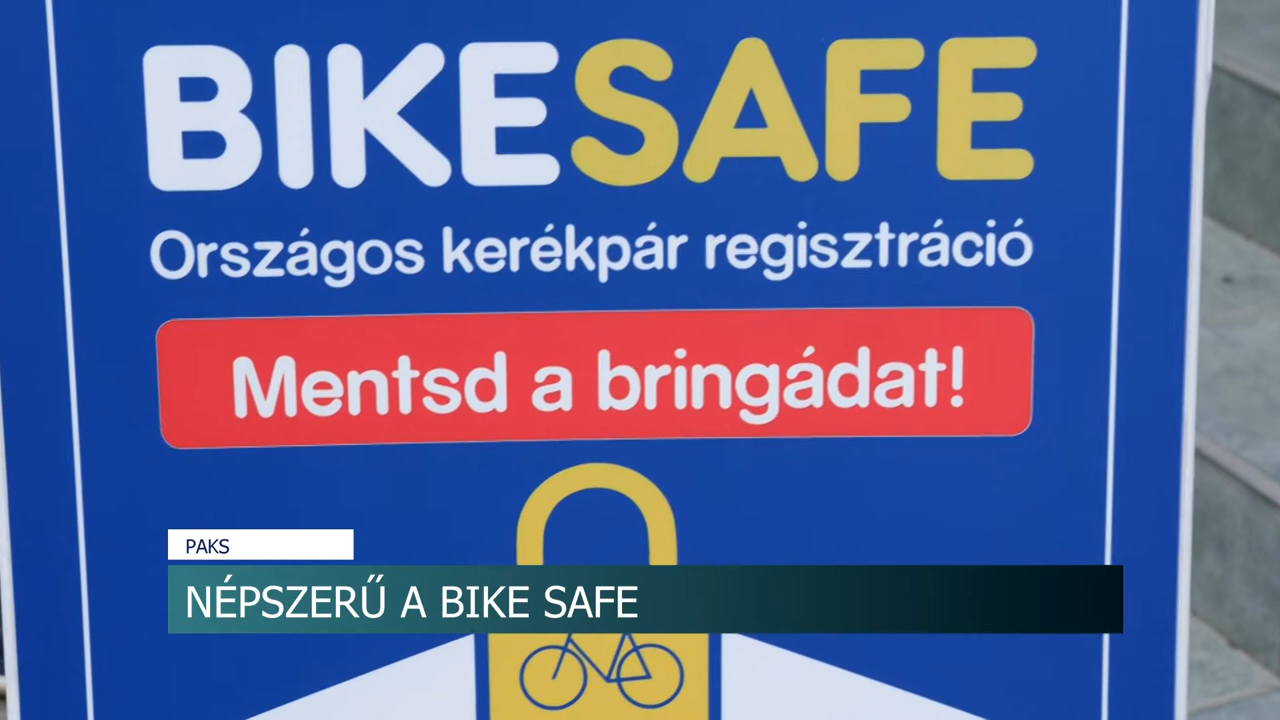 BIKESAFE
Országos kerékpár regisztráció
Mentsd a bringádat!
PAKS
NÉPSZERŰ A BIKE SAFE